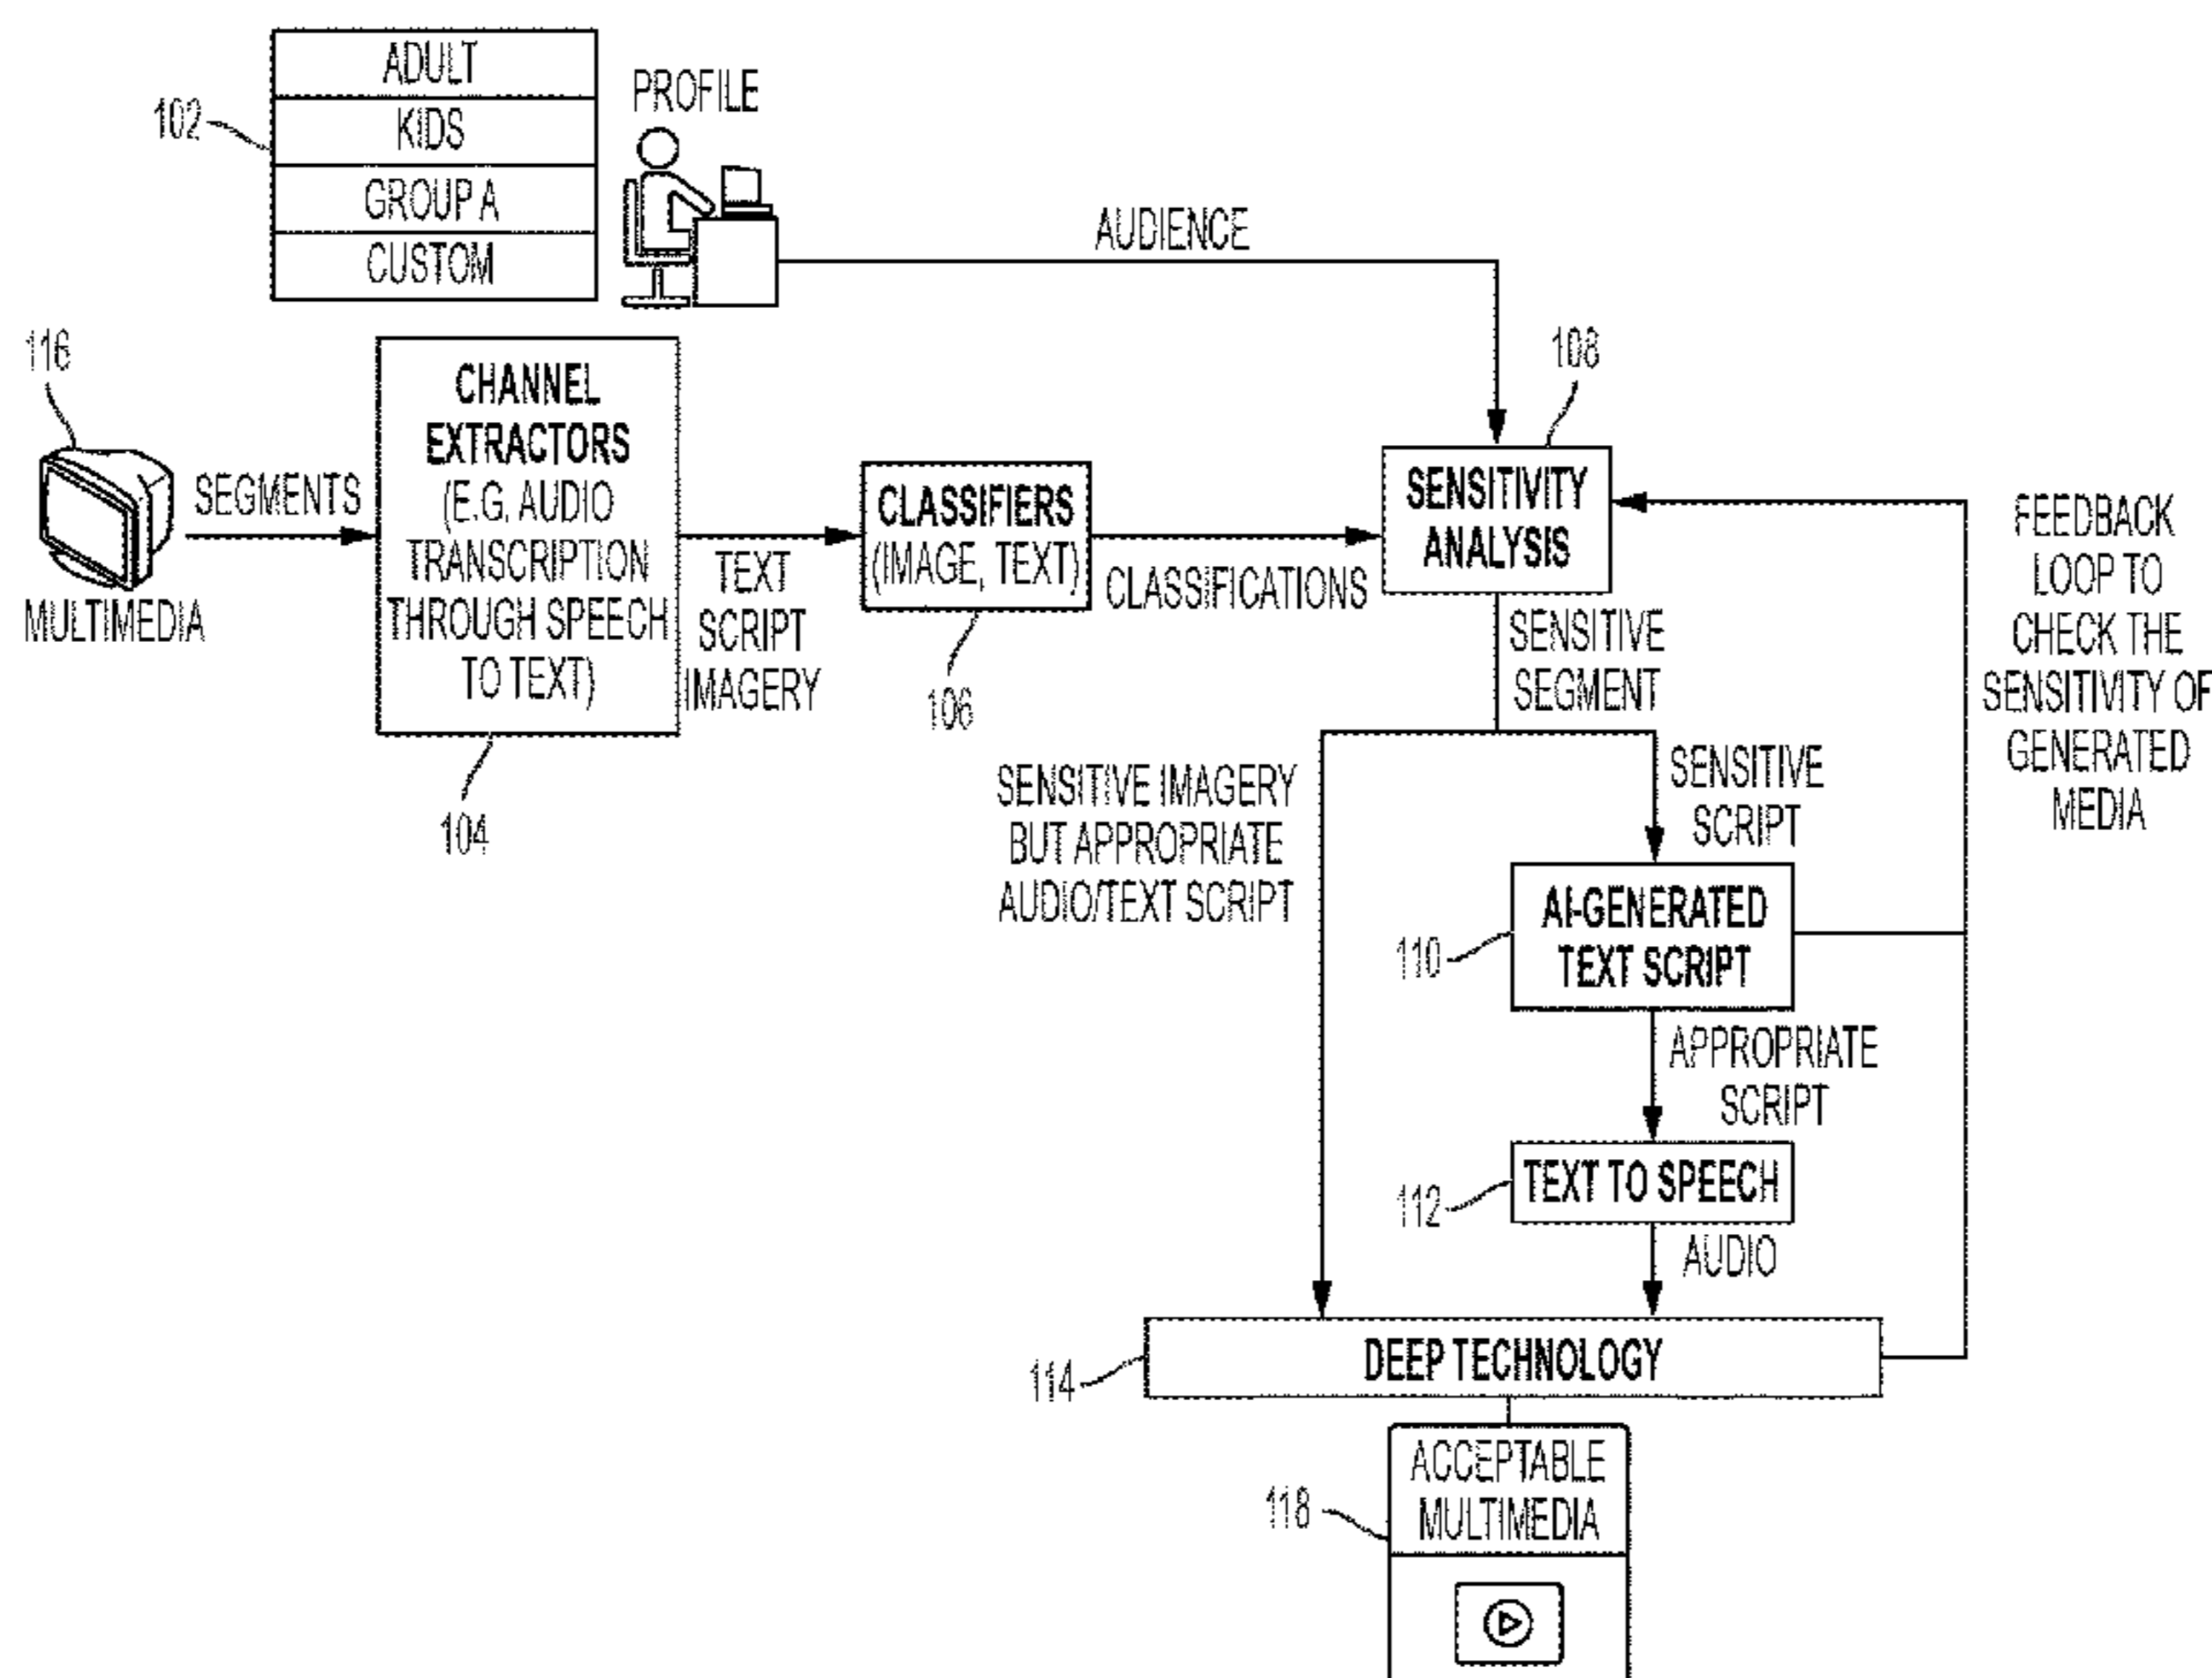 ADULT
KIDS
GROUP A
CUSTOM
102
PROFILE
AUDIENCE
116
MULTIMEDIA
SEGMENTS
CHANNEL
EXTRACTORS
(E.G. AUDIO
TRANSCRIPTION
THROUGH SPEECH
TO TEXT)
104
TEXT
SCRIPT
IMAGERY
CLASSIFIERS
(IMAGE, TEXT)
106
CLASSIFICATIONS
108
SENSITIVITY
ANALYSIS
FEEDBACK
LOOP TO
CHECK THE
SENSITIVITY OF
GENERATED
MEDIA
SENSITIVE
SEGMENT
SENSITIVE IMAGERY
BUT APPROPRIATE
AUDIO/TEXT SCRIPT
SENSITIVE
SCRIPT
AI-GENERATED
TEXT SCRIPT
110
APPROPRIATE
SCRIPT
TEXT TO SPEECH
112
AUDIO
DEEP TECHNOLOGY
114
ACCEPTABLE
MULTIMEDIA
118